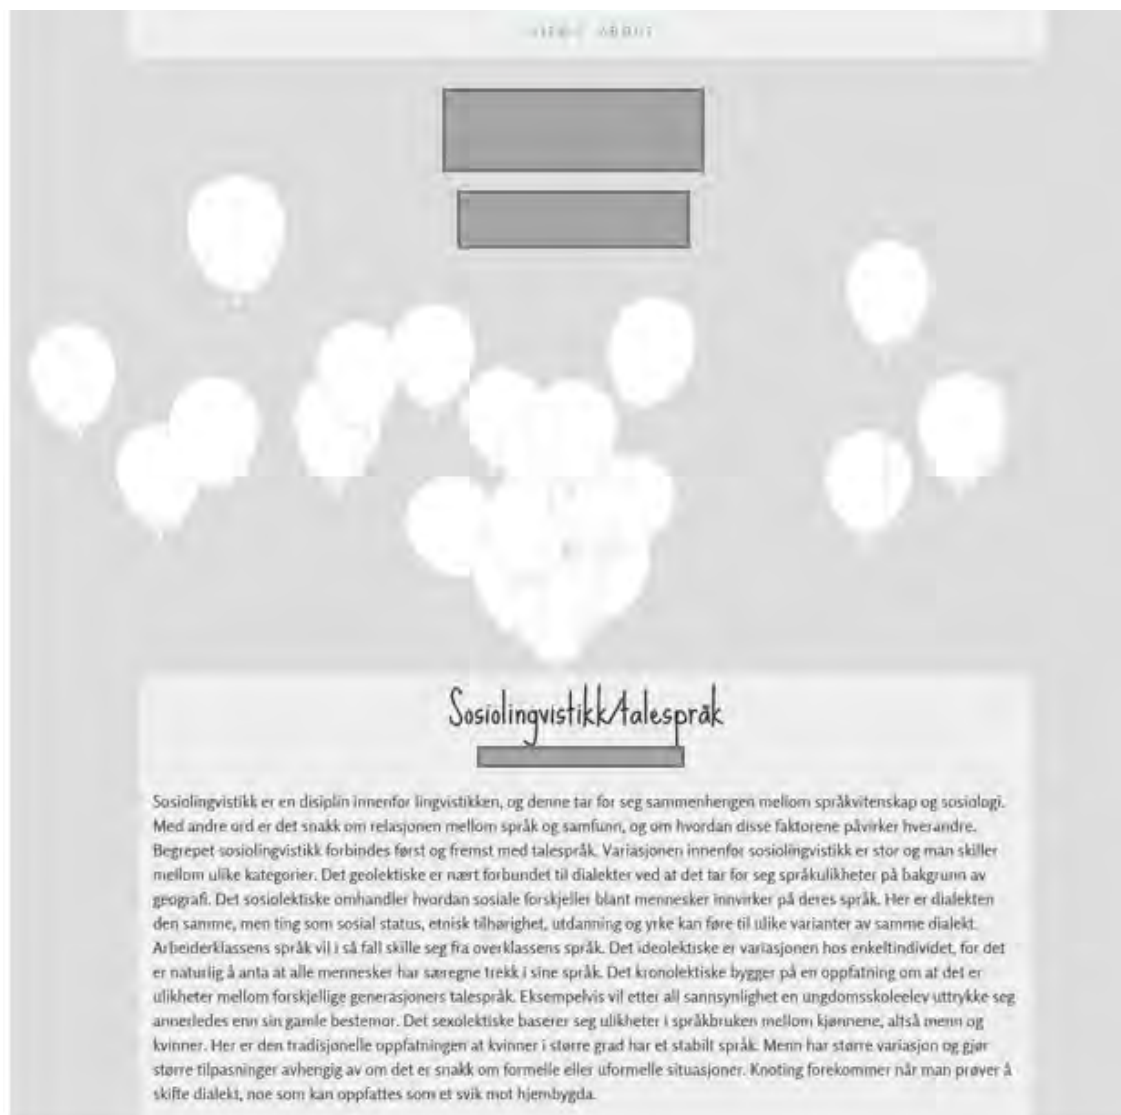 ABOUT
Sosiolingvistikk/talespråk
Sosiolingvistikk er en disiplin innenfor lingvistikken, og denne tar for seg sammenhengen mellom språkvitenskap og sosiologi.
Med andre ord er det snakk om relasjonen mellom språk og samfunn, og om hvordan disse faktorene påvirker hverandre.
Begrepet sosiolingvistikk forbindes først og fremst med talespråk. Variasjonen innenfor sosiolingvistikk er stor og man skiller
mellom ulike kategorier. Det geolektiske er nært forbundet til dialekter ved at det tar for seg språkulikheter på bakgrunn av
geografi. Det sosiolektiske omhandler hvordan sosiale forskjeller blant mennesker innvirker på deres språk. Her er dialekten
den samme, men ting som sosial status, etnisk tilhørighet, utdanning og yrke kan føre til ulike varianter av samme dialekt.
Arbeiderklassens språk vil i så fall skille seg fra overklassens språk. Det ideolektiske er variasjonen hos enkeltindividet, for det
er naturlig å anta at alle mennesker har særegne trekk i sine språk. Det kronolektiske bygger på en oppfatning om at det er
ulikheter mellom forskjellige generasjoners talespråk. Eksempelvis vil etter all sannsynlighet en ungdomsskoleelev uttrykke seg
annerledes enn sin gamle bestemor. Det sexolektiske baserer seg ulikheter i språkbruken mellom kjønnene, altså menn og
kvinner. Her er den tradisjonelle oppfatningen at kvinner i større grad har et stabilt språk. Menn har større variasjon og gjør
større tilpasninger avhengig av om det er snakk om formelle eller uformelle situasjoner. Knoting forekommer når man prøver å
skifte dialekt, noe som kan oppfattes som et svik mot hjembygda.